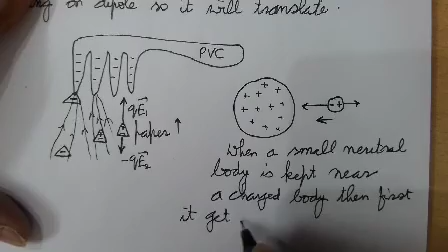 ng on dipole so it will translate.
PVC
qE₁
paper ↑
-qE₂
When a small neutral
body is kept near
a charged body then first
it get